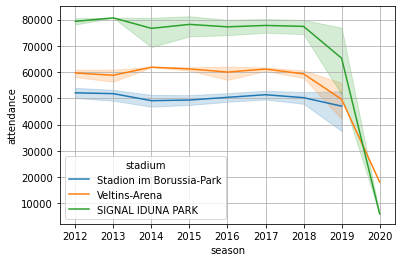 80000
70000
60000
50000
40000
30000
20000
10000
attendance
stadium
Stadion im Borussia-Park
Veltins-Arena
SIGNAL IDUNA PARK
2012 2013 2014 2015 2016 2017 2018 2019 2020
season